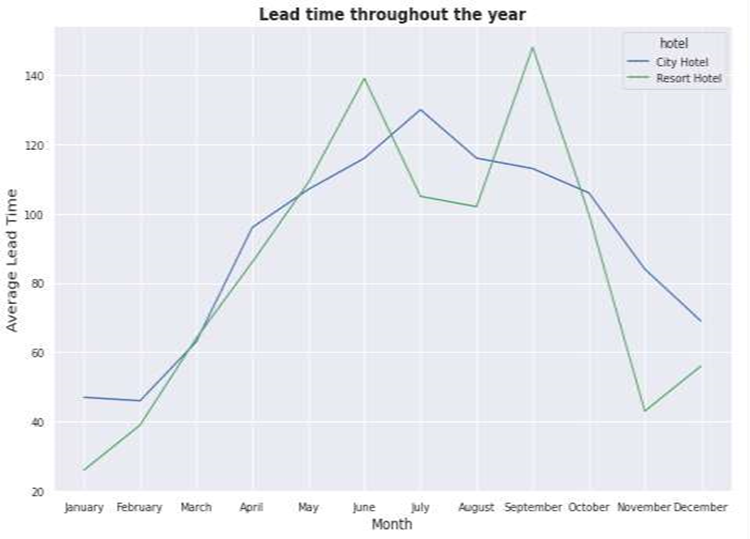 Lead time throughout the year
hotel
City Hotel
Resort Hotel
Average Lead Time
140
120
100
80
60
40
20
January February March April May June July August September October November December
Month